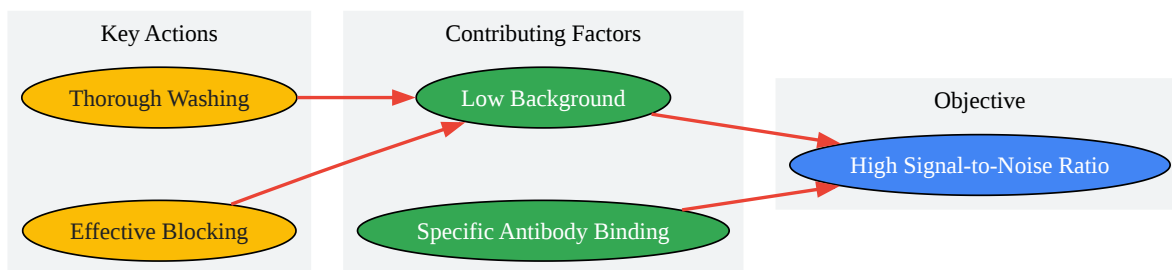 Key Actions
Thorough Washing
Effective Blocking
Contributing Factors
Low Background
Specific Antibody Binding
Objective
High Signal-to-Noise Ratio